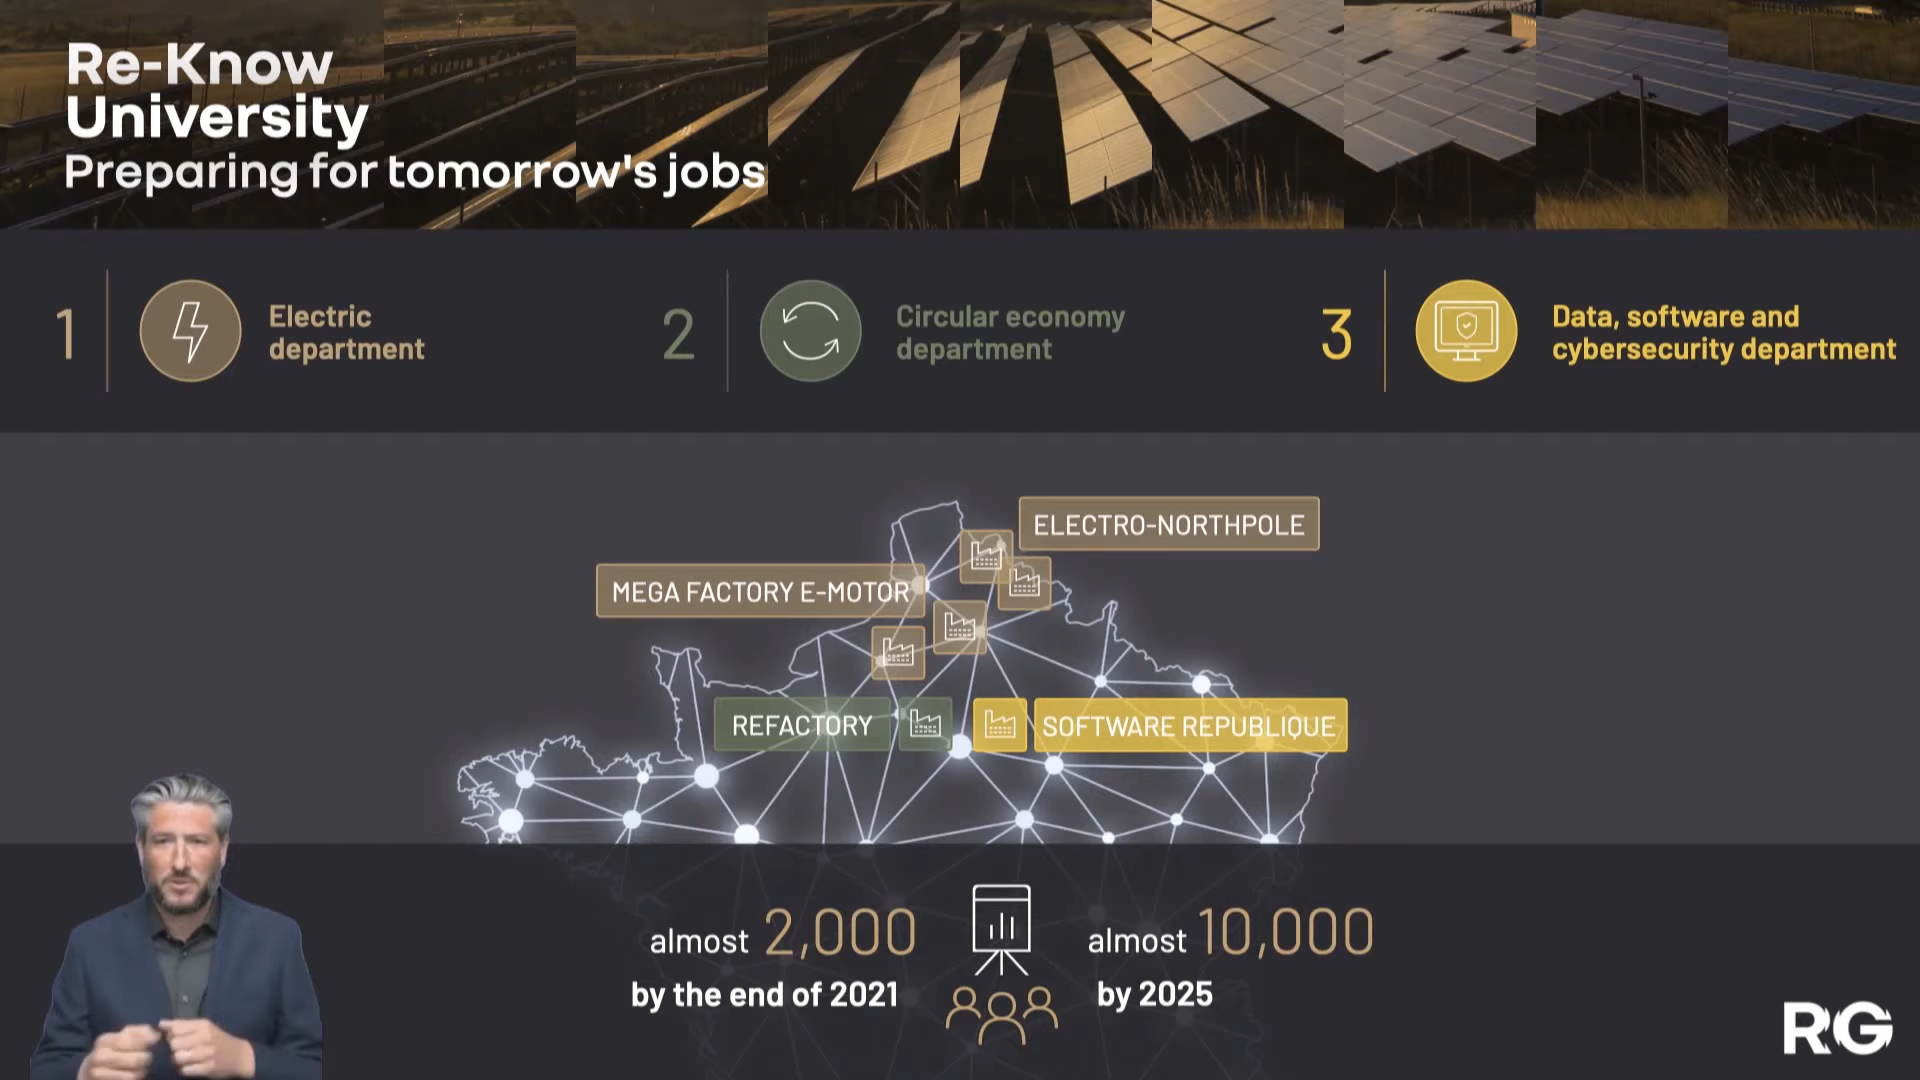 Re-Know
University
Preparing for tomorrow's jobs
1
Electric
department
2
Circular economy
department
3
Data, software and
cybersecurity department
ELECTRO-NORTHPOLE
MEGA FACTORY E-MOTOR
REFACTORY
SOFTWARE REPUBLIQUE
almost 2,000
by the end of 2021
almost 10,000
by 2025
RG